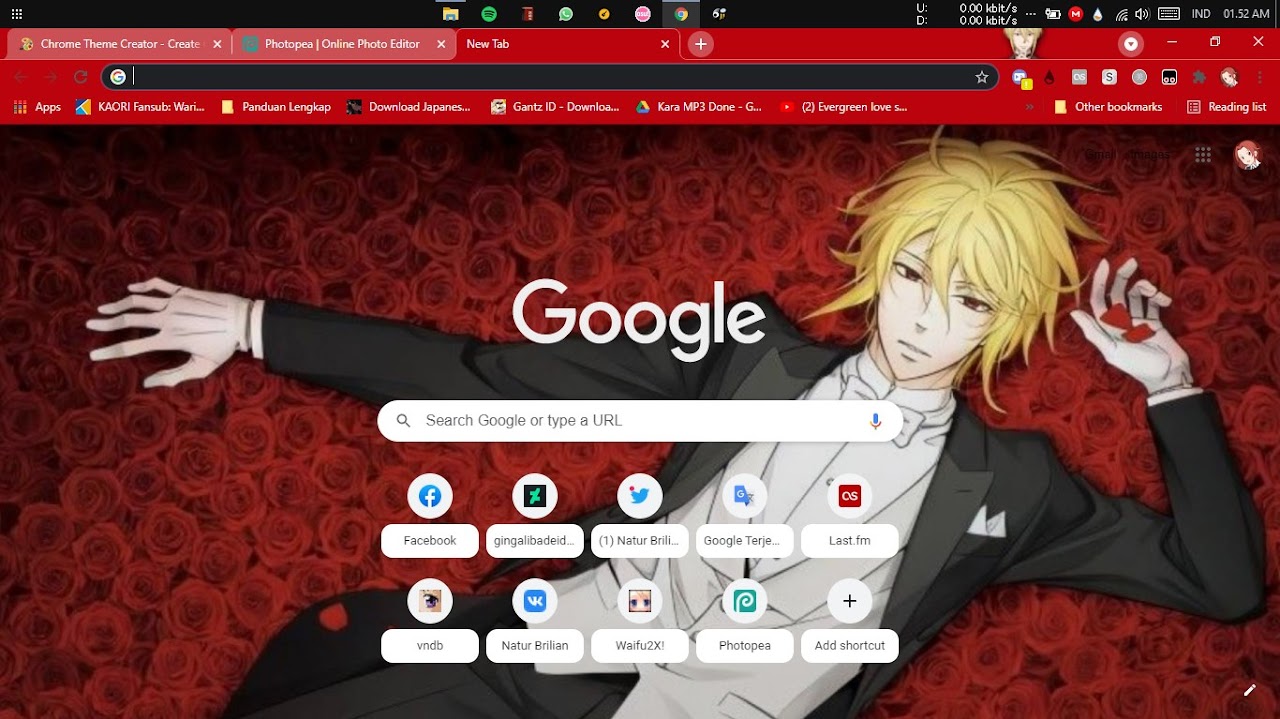 U: 0.00 kbit/s
D: 0.00 kbit/s
IND 01.52 AM
Chrome Theme Creator - Create
Photopea | Online Photo Editor
New Tab
Apps
KAORI Fansub: Wari...
Panduan Lengkap
Download Japanes...
Gantz ID - Downloa...
Kara MP3 Done - G...
(2) Evergreen love s...
Other bookmarks
Reading list
Gmail Images
Google
Search Google or type a URL
Facebook
gingalibadeid...
(1) Natur Brili...
Google Terje...
Last.fm
vndb
Natur Brilian
Waifu2X!
Photopea
Add shortcut